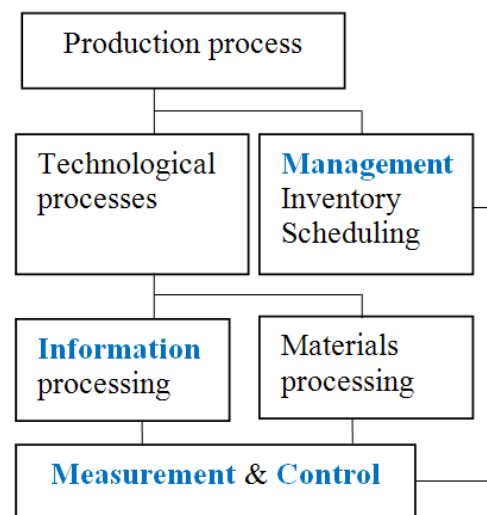 Production process
Technological
processes
Management
Inventory
Scheduling
Information
processing
Materials
processing
Measurement & Control